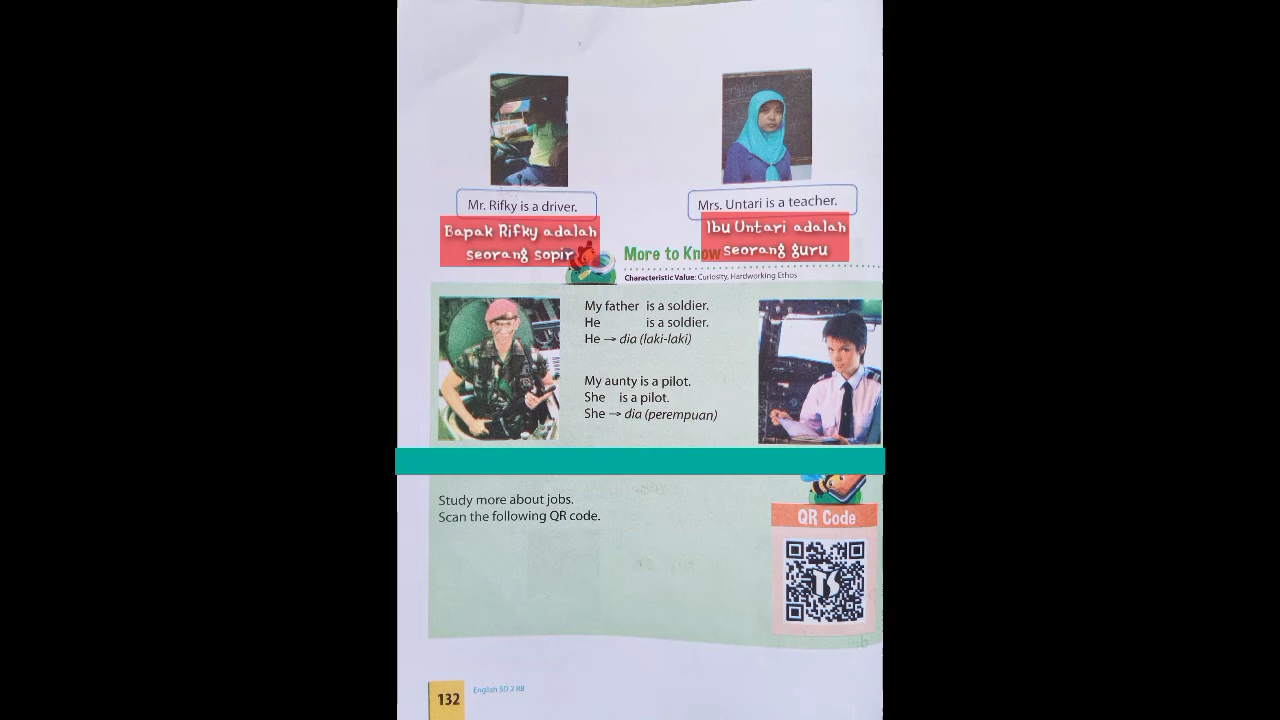 english
Mr. Rifky is a driver.
Mrs. Untari is a teacher.
Bapak Rifky adalah
seorang sopir
Ibu Untari adalah
seorang guru
More to Know
Characteristic Value: Curiosity, Hardworking Ethos
My father is a soldier.
He is a soldier.
He → dia (laki-laki)
My aunty is a pilot.
She is a pilot.
She → dia (perempuan)
Study more about jobs.
Scan the following QR code.
QR Code
TS
132
English SD 2 RB